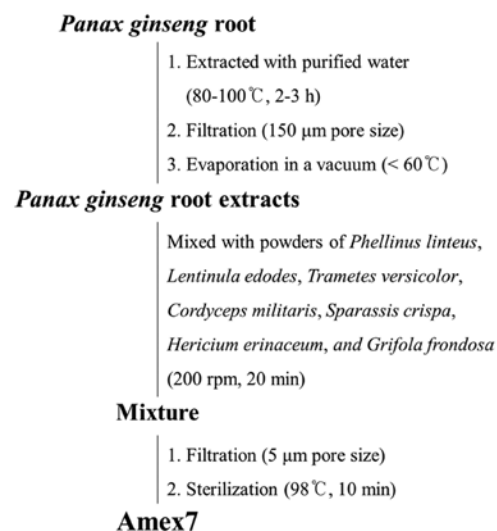 Panax ginseng root
1. Extracted with purified water
(80-100℃, 2-3 h)
2. Filtration (150 μm pore size)
3. Evaporation in a vacuum (< 60℃)
Panax ginseng root extracts
Mixed with powders of Phellinus linteus,
Lentinula edodes, Trametes versicolor,
Cordyceps militaris, Sparassis crispa,
Hericium erinaceum, and Grifola frondosa
(200 rpm, 20 min)
Mixture
1. Filtration (5 μm pore size)
2. Sterilization (98℃, 10 min)
Amex7